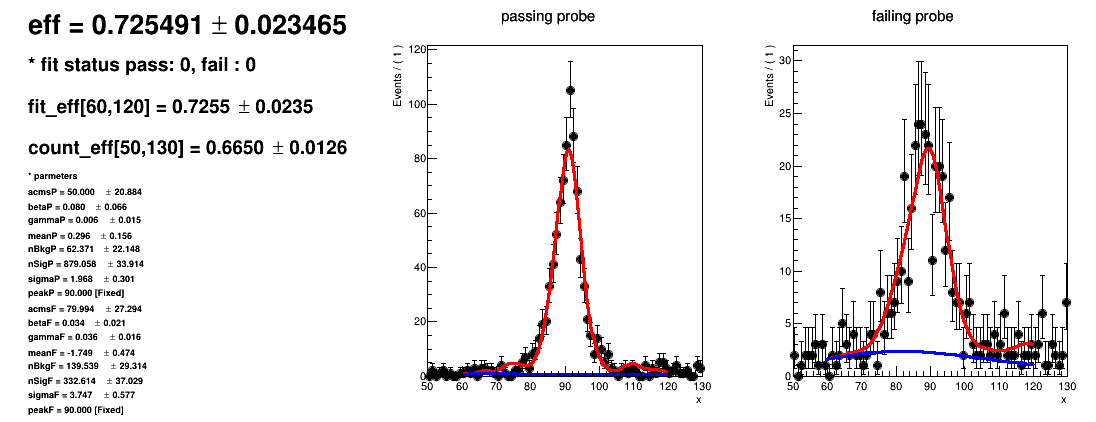 eff = 0.725491 ± 0.023465
* fit status pass: 0, fail : 0
fit_eff[60,120] = 0.7255 ± 0.0235
count_eff[50,130] = 0.6650 ± 0.0126
* parmeters
acmsP = 50.000 ± 20.884
betaP = 0.080 ± 0.066
gammaP = 0.006 ± 0.015
meanP = 0.296 ± 0.156
nBkgP = 62.371 ± 22.148
nSigP = 879.058 ± 33.914
sigmaP = 1.968 ± 0.301
peakP = 90.000 [Fixed]
acmsF = 79.994 ± 27.294
betaF = 0.034 ± 0.021
gammaF = 0.036 ± 0.016
meanF = -1.749 ± 0.474
nBkgF = 139.539 ± 29.314
nSigF = 332.614 ± 37.029
sigmaF = 3.747 ± 0.577
peakF = 90.000 [Fixed]
passing probe
Events / ( 1 )
120
100
80
60
40
20
0
50 60 70 80 90 100 110 120 130
x
failing probe
Events / ( 1 )
30
25
20
15
10
5
0
50 60 70 80 90 100 110 120 130
x